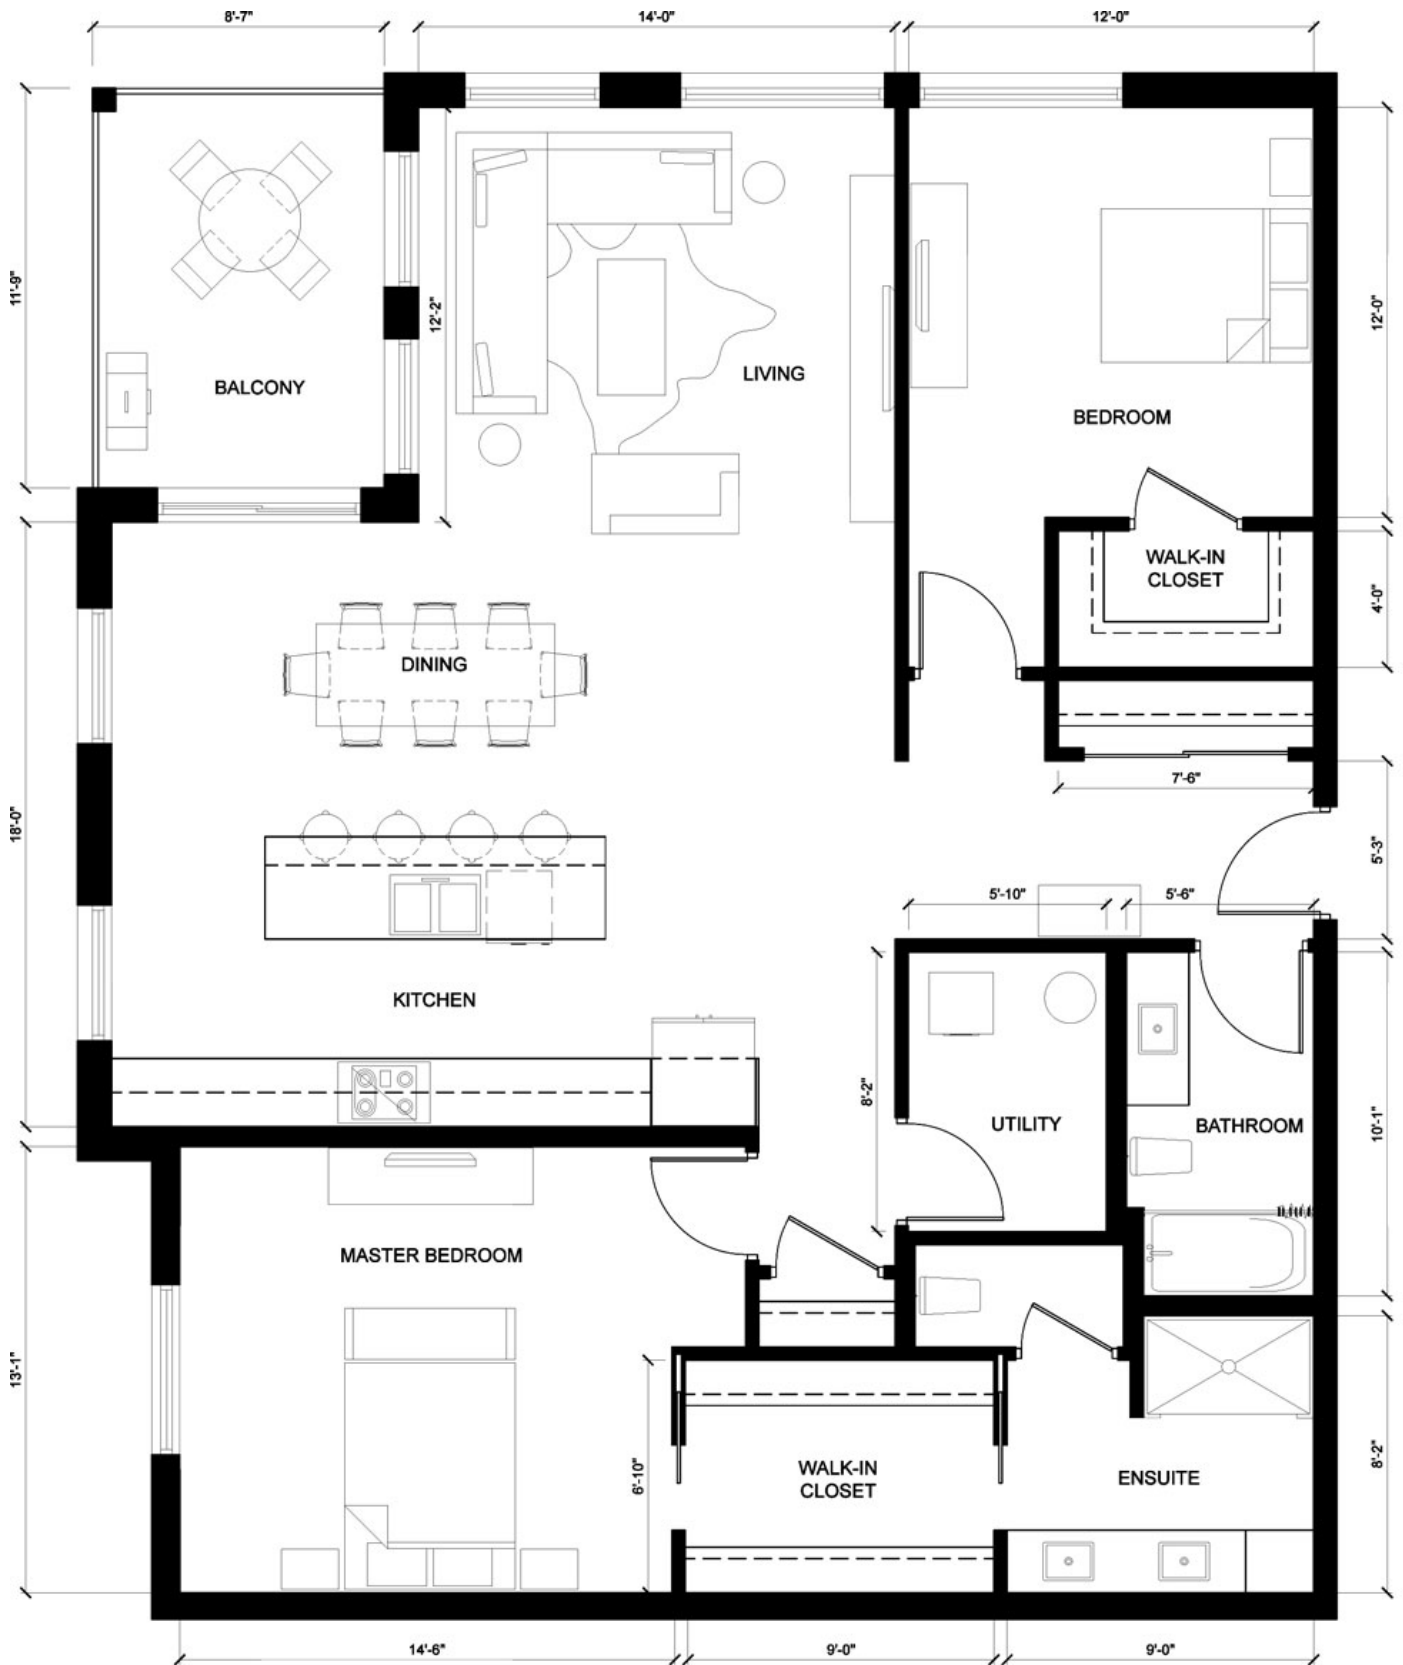 8'-7"
14'-0"
12'-0"
11'-9"
12'-2"
12'-0"
BALCONY
LIVING
BEDROOM
WALK-IN
CLOSET
4'-0"
DINING
7'-6"
18'-0"
5'-3"
5'-10"
5'-6"
KITCHEN
8'-2"
UTILITY
BATHROOM
10'-1"
MASTER BEDROOM
13'-1"
6'-10"
WALK-IN
CLOSET
ENSUITE
8'-2"
14'-6"
9'-0"
9'-0"